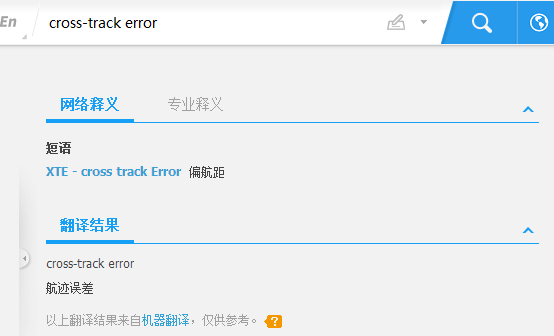 En cross-track error
网络释义 专业释义
短语
XTE - cross track Error 偏航距
翻译结果
cross-track error
航迹误差
以上翻译结果来自机器翻译，仅供参考。 ?